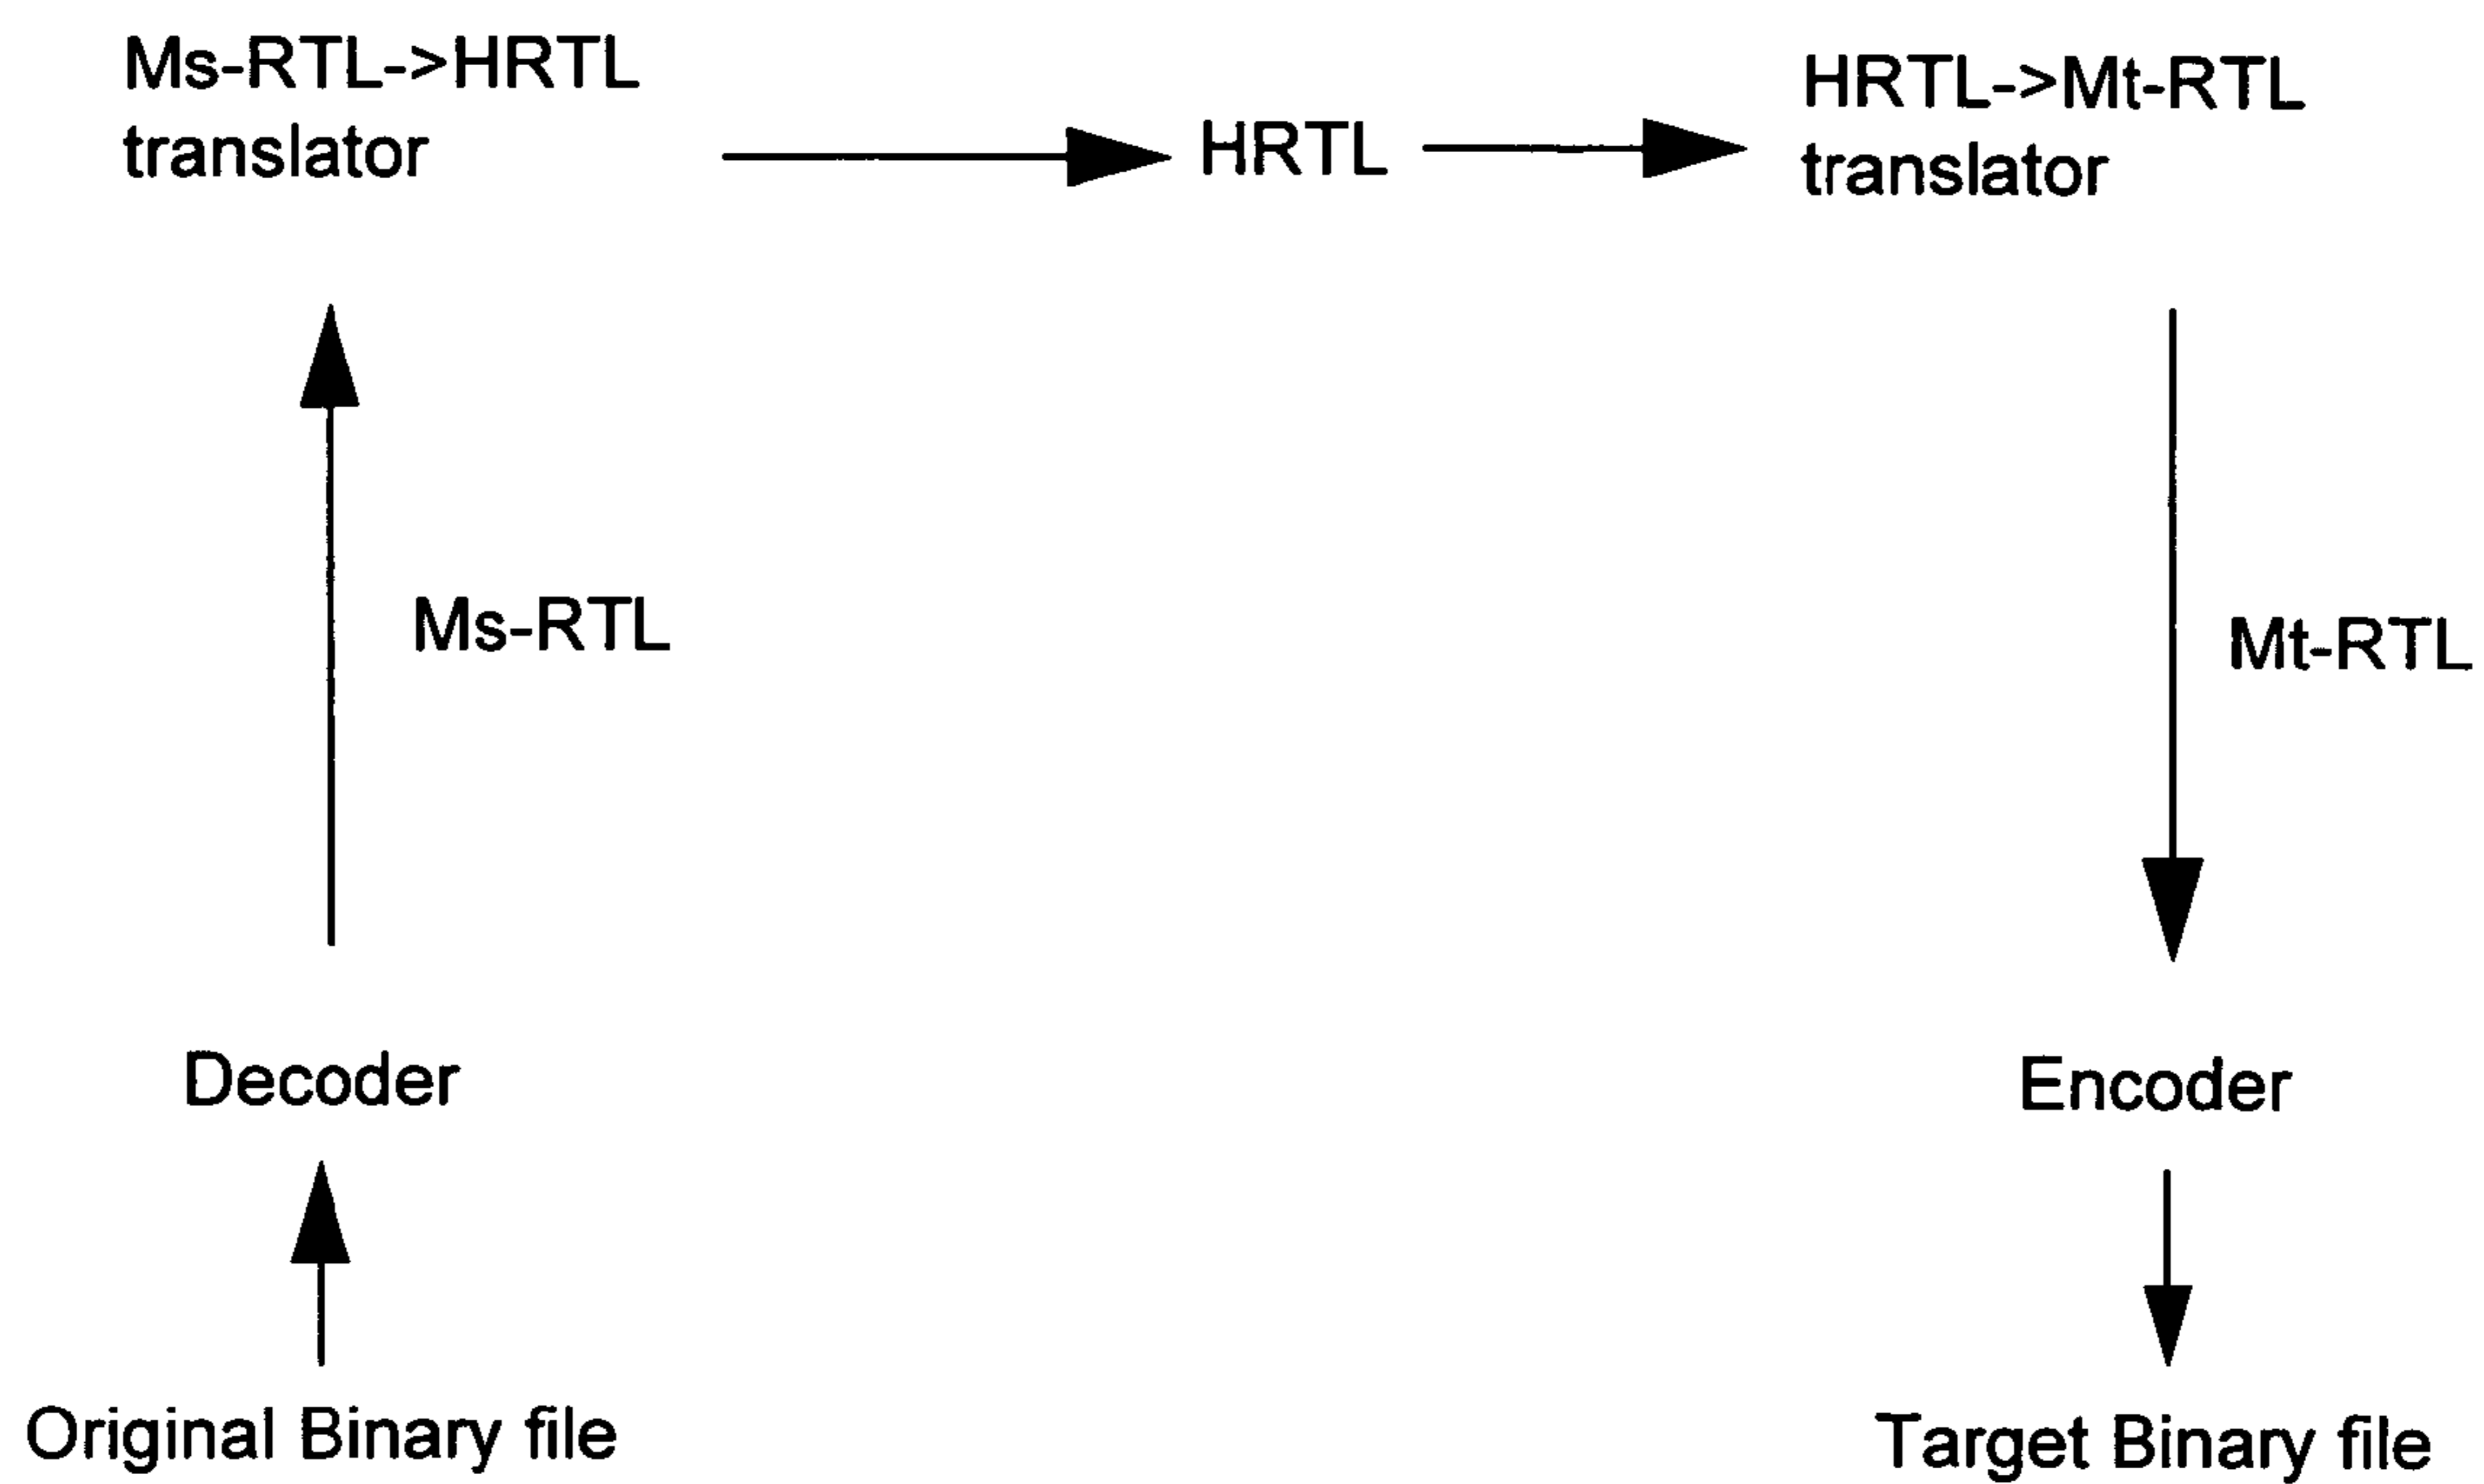 Ms-RTL->HRTL
translator
HRTL
HRTL->Mt-RTL
translator
Ms-RTL
Mt-RTL
Decoder
Encoder
Original Binary file
Target Binary file